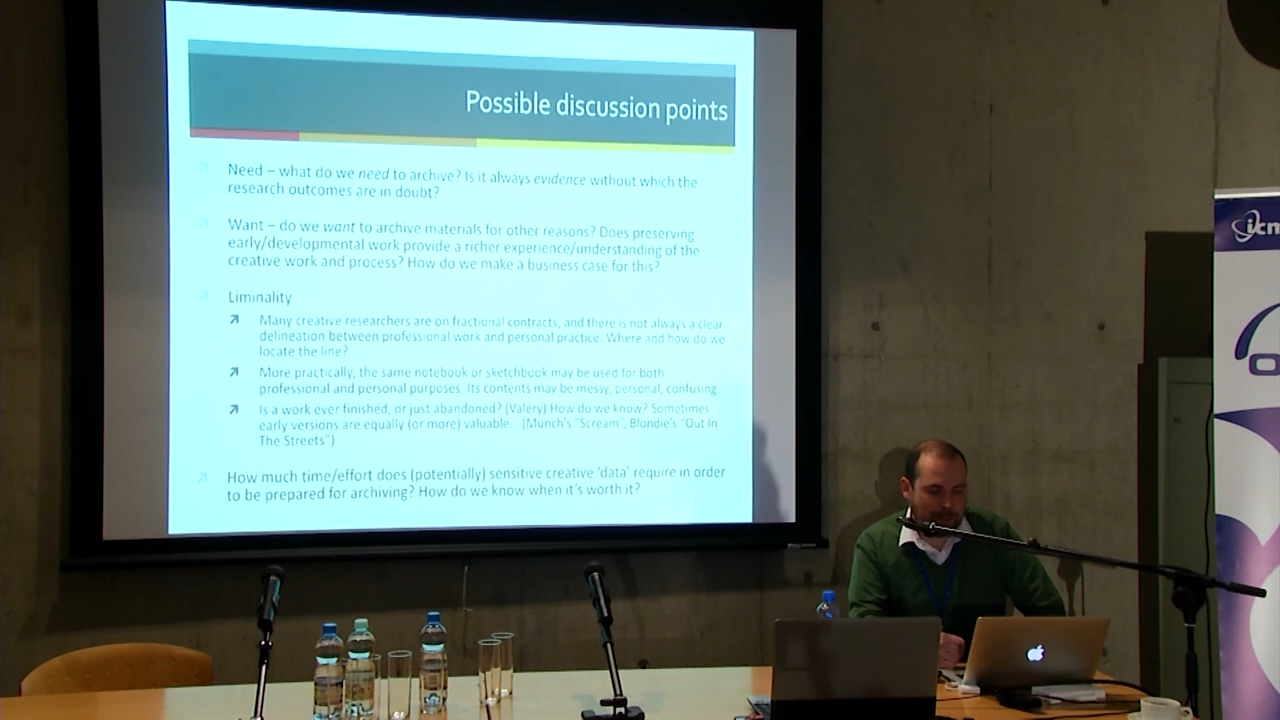 Possible discussion points
Need – what do we need to archive? Is it always evidence without which the
research outcomes are in doubt?
Want – do we want to archive materials for other reasons? Does preserving
early/developmental work provide a richer experience/understanding of the
creative work and process? How do we make a business case for this?
Liminality
Many creative researchers are on fractional contracts, and there is not always a clear
delineation between professional work and personal practice. Where and how do we
locate the line?
More practically, the same notebook or sketchbook may be used for both
professional and personal purposes. Its contents may be messy, personal, confusing...
Is a work ever finished, or just abandoned? (Valéry) How do we know? Sometimes
early versions are equally (or more) valuable... (Munch's "Scream", Blondie's "Out In
The Streets")
How much time/effort does (potentially) sensitive creative 'data' require in order
to be prepared for archiving? How do we know when it's worth it?
icm